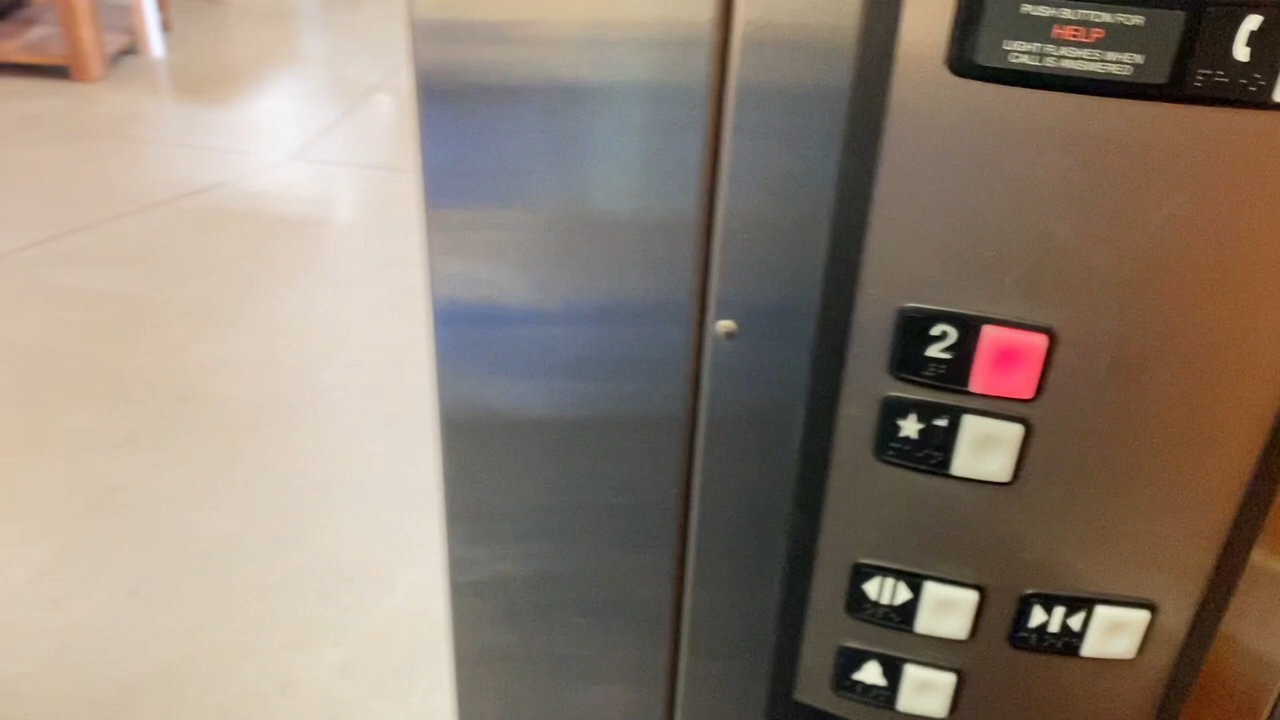 PUSH BUTTON FOR
HELP
LIGHT FLASHES WHEN
CALL IS ANSWERED
2